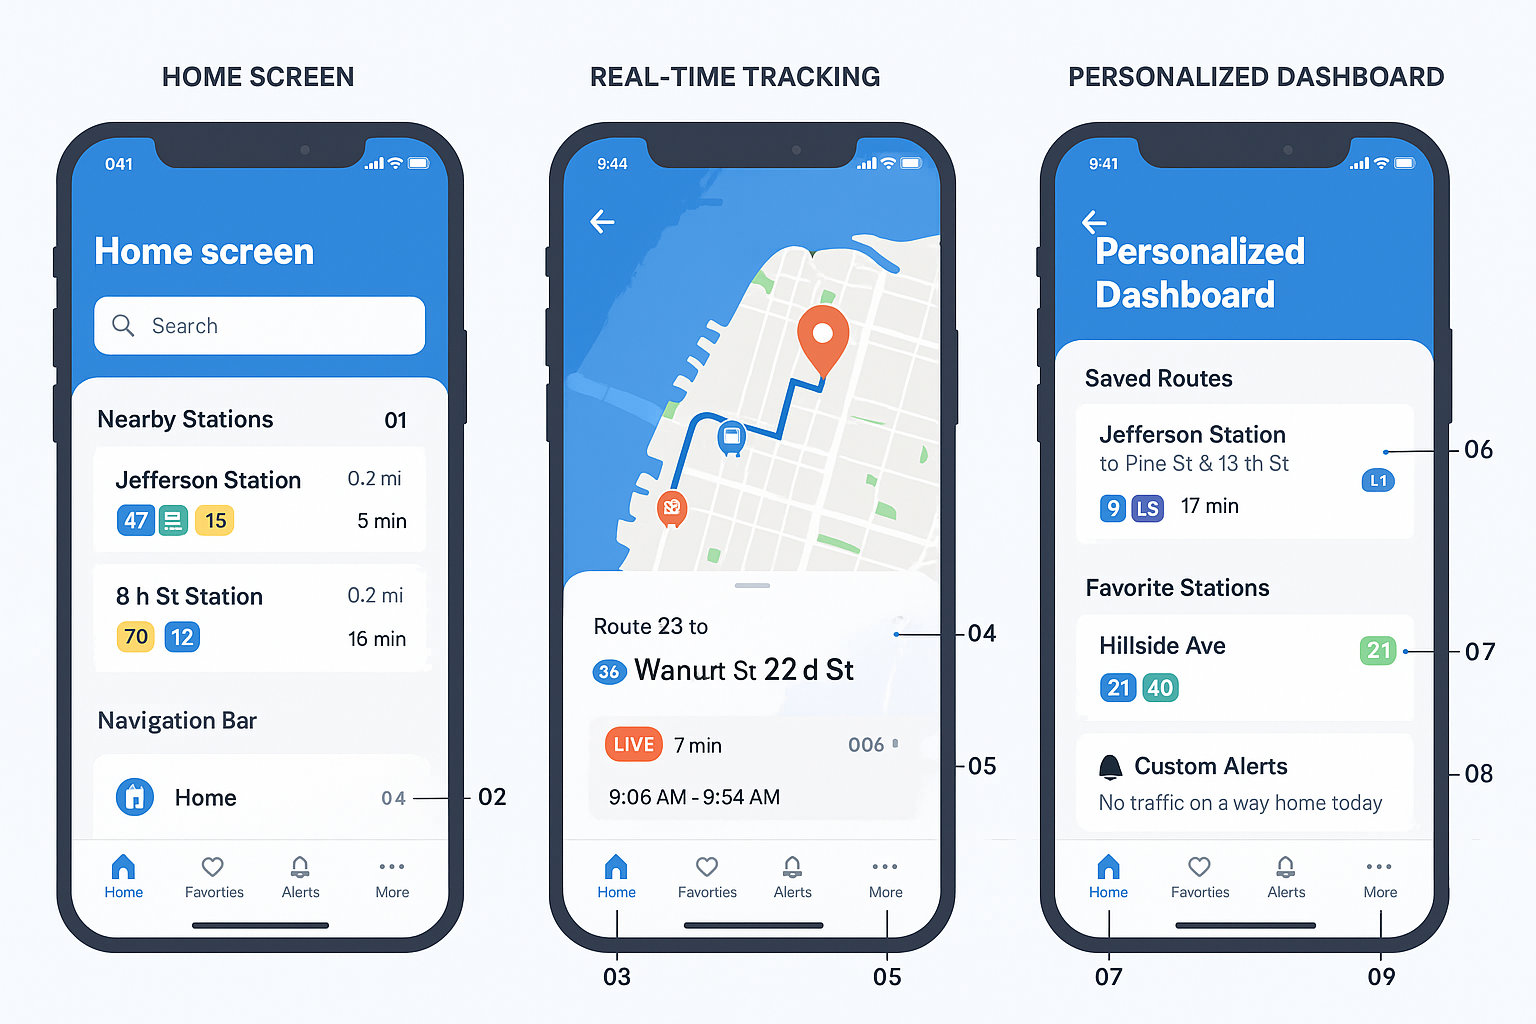 HOME SCREEN
041
Home screen
Search
Nearby Stations 01
Jefferson Station 0.2 mi
47 15 5 min
8 h St Station 0.2 mi
70 12 16 min
Navigation Bar
Home 04 02
Home Favorties Alerts More
REAL-TIME TRACKING
9:44
Route 23 to 04
36 Wanurt St 22 d St
LIVE 7 min 006
05
9:06 AM - 9:54 AM
Home Favorties Alerts More
03 05
PERSONALIZED DASHBOARD
9:41
Personalized
Dashboard
Saved Routes
Jefferson Station 06
to Pine St & 13 th St
L1
9 LS 17 min
Favorite Stations
Hillside Ave 21 07
21 40
Custom Alerts 08
No traffic on a way home today
Home Favorties Alerts More
07 09